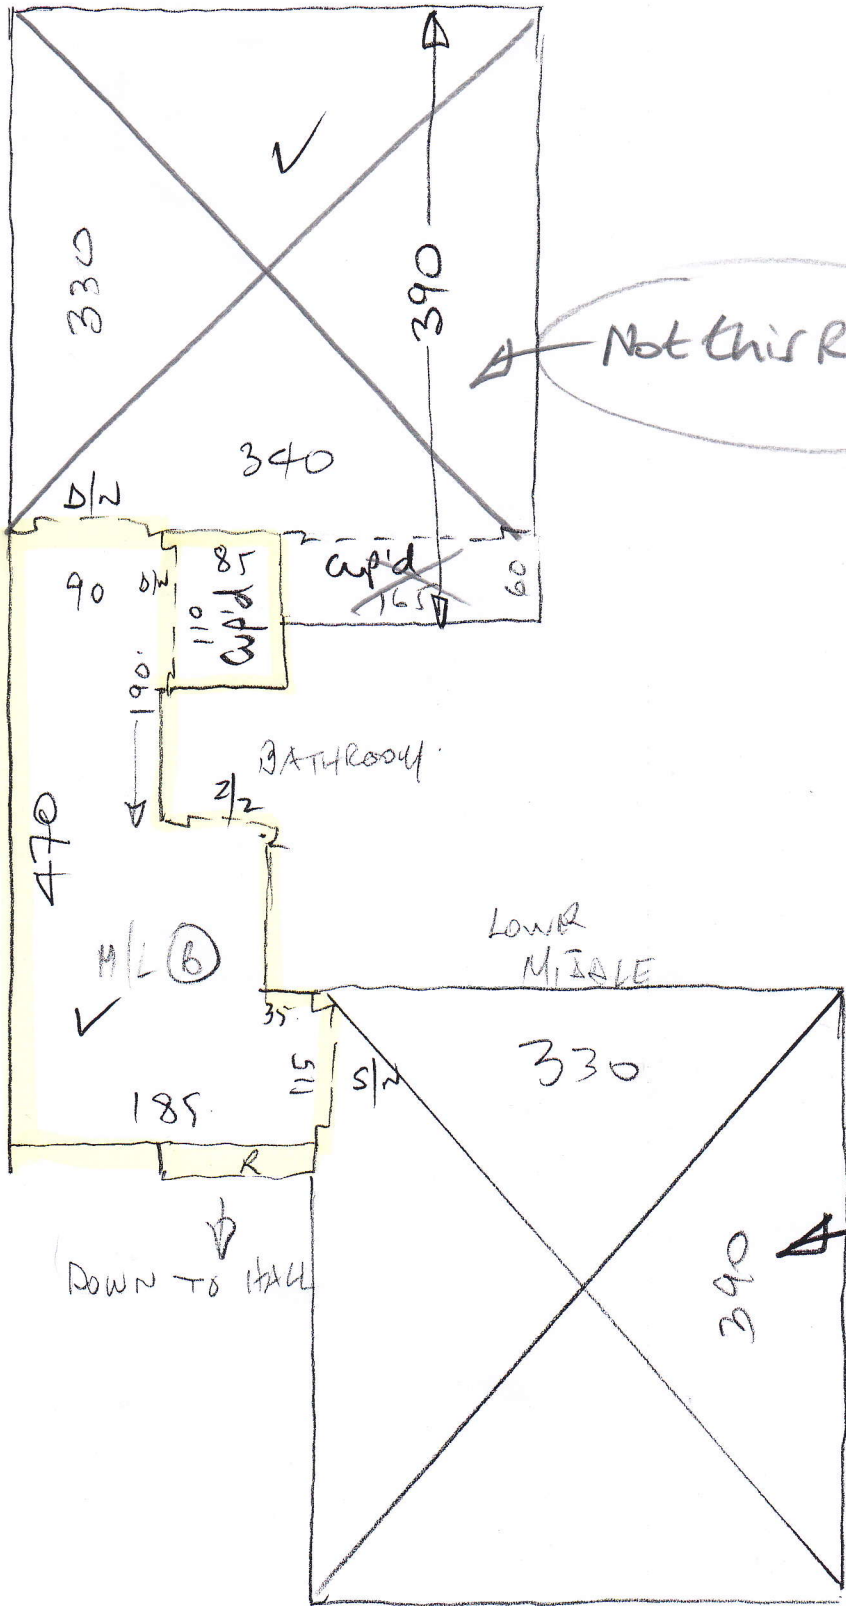 330
390
Not this R
340
D/N
90
D/N
85
110
cup'd
cup'd
165
60
190
BATHROOM
2/2
470
M/L B
LOWER
MIDDLE
35
115
S/N
330
185
R
390
DOWN TO HALL